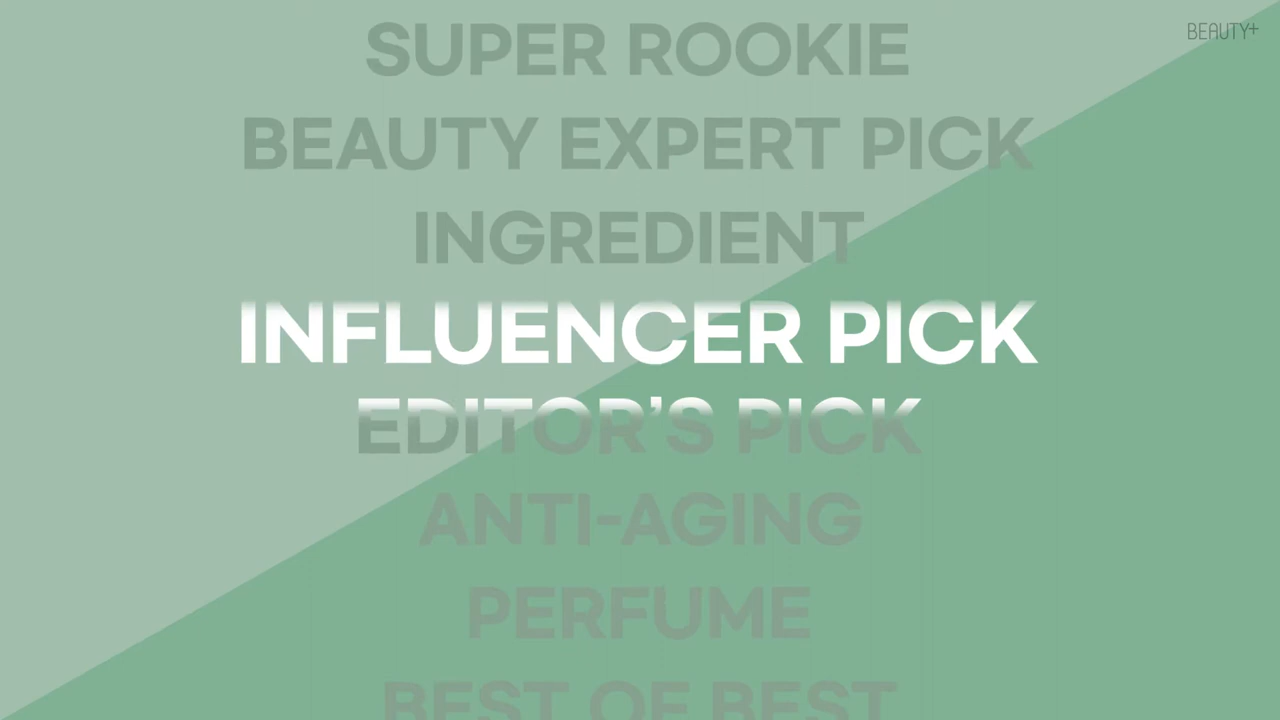 BEAUTY+
SUPER ROOKIE
BEAUTY EXPERT PICK
INGREDIENT
INFLUENCER PICK
EDITOR'S PICK
ANTI-AGING
PERFUME
BEST OF BEST